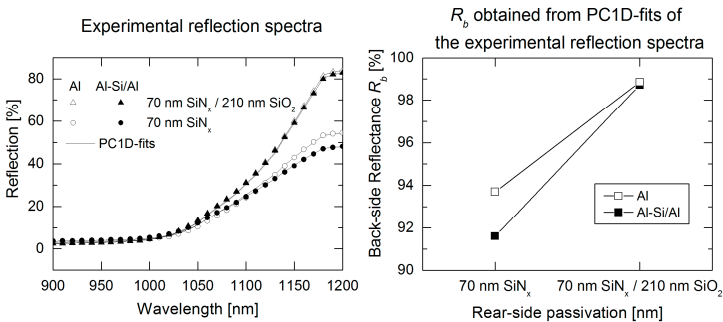 Experimental reflection spectra
Reflection [%]
80
60
40
20
0
Al Al-Si/Al
70 nm SiNx / 210 nm SiO2
70 nm SiNx
PC1D-fits
900 950 1000 1050 1100 1150 1200
Wavelength [nm]
Rb obtained from PC1D-fits of
the experimental reflection spectra
Back-side Reflectance Rb [%]
100
98
96
94
92
90
Al
Al-Si/Al
70 nm SiNx 70 nm SiNx / 210 nm SiO2
Rear-side passivation [nm]